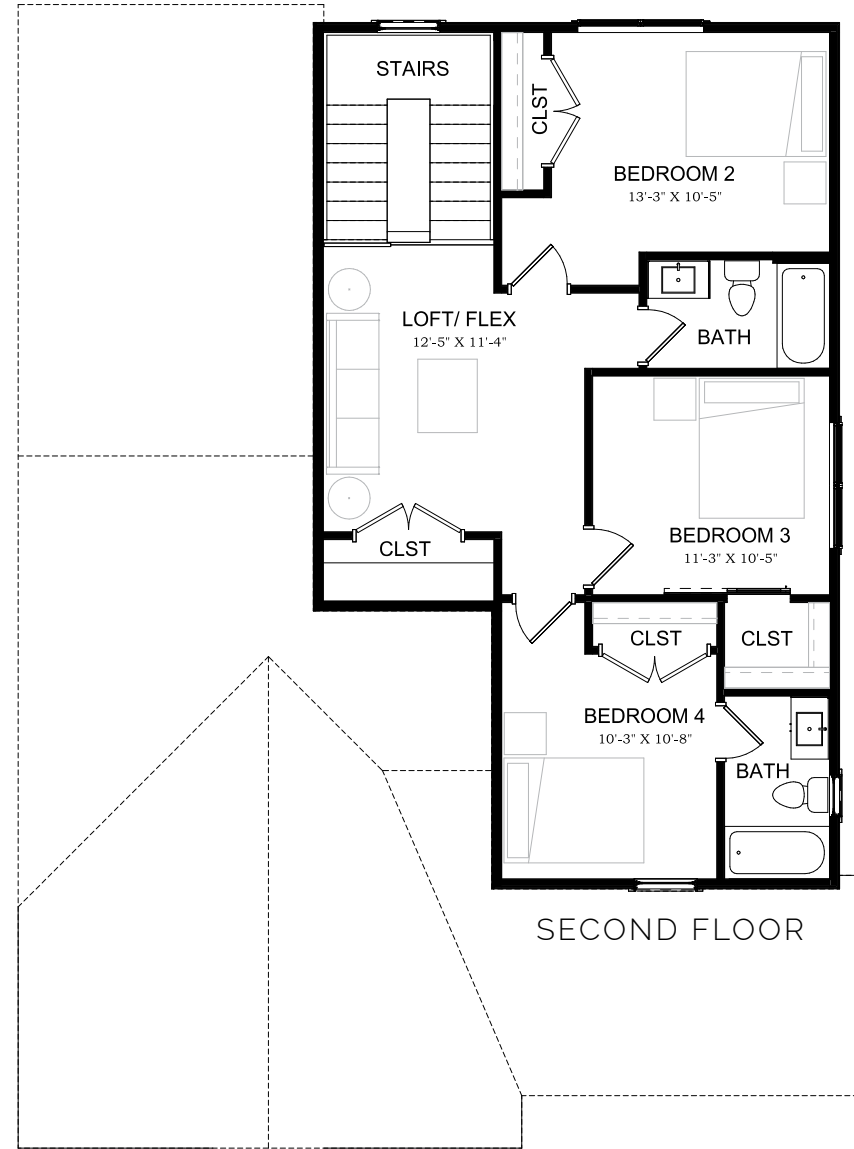 STAIRS
CLST
BEDROOM 2
13'-3" X 10'-5"
LOFT/ FLEX
12'-5" X 11'-4"
BATH
BEDROOM 3
11'-3" X 10'-5"
CLST
CLST
CLST
BEDROOM 4
10'-3" X 10'-8"
BATH
SECOND FLOOR